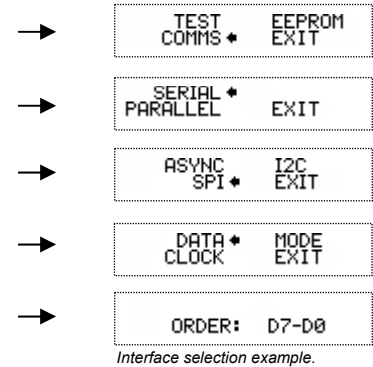 TEST EEPROM
COMMS EXIT
SERIAL
PARALLEL EXIT
ASYNC I2C
SPI EXIT
DATA MODE
CLOCK EXIT
ORDER: D7-D0
Interface selection example.